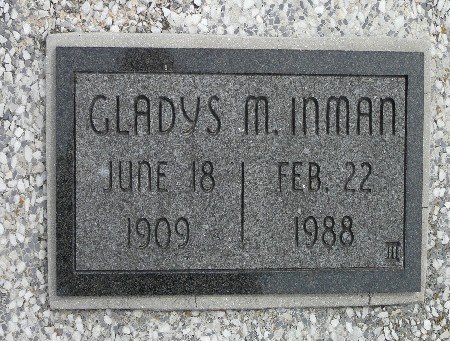 GLADYS M. INMAN
JUNE 18 FEB. 22
1909 1988